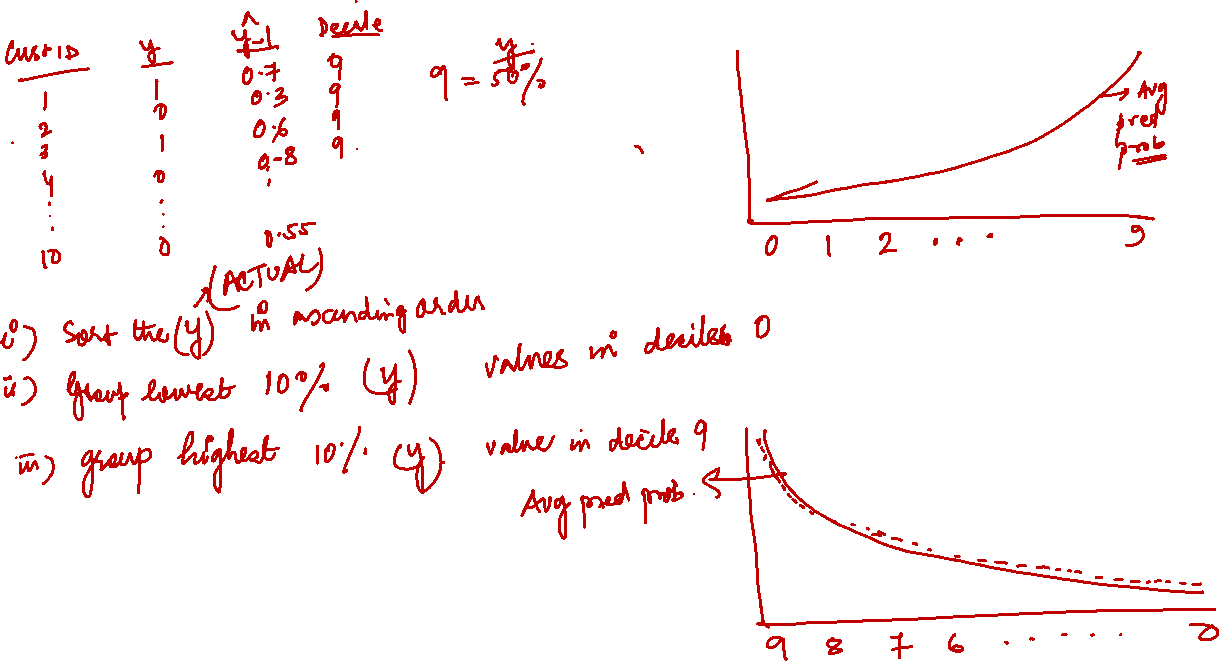 Cust ID y ŷ-1 Decile
1 1 0.7 9
2 0 0.3 9
3 1 0.6 9
4 0 0.8 9
10 0 0.55
9 = y 50%
(ACTUAL)
i) Sort the (y) in ascending order
ii) Group lowest 10% (y) values in deciles 0
iii) group highest 10% (y) value in decile 9
→ Avg
pred
prob
0 1 2 ... 9
Avg pred prob.
9 8 7 6 ...... 0